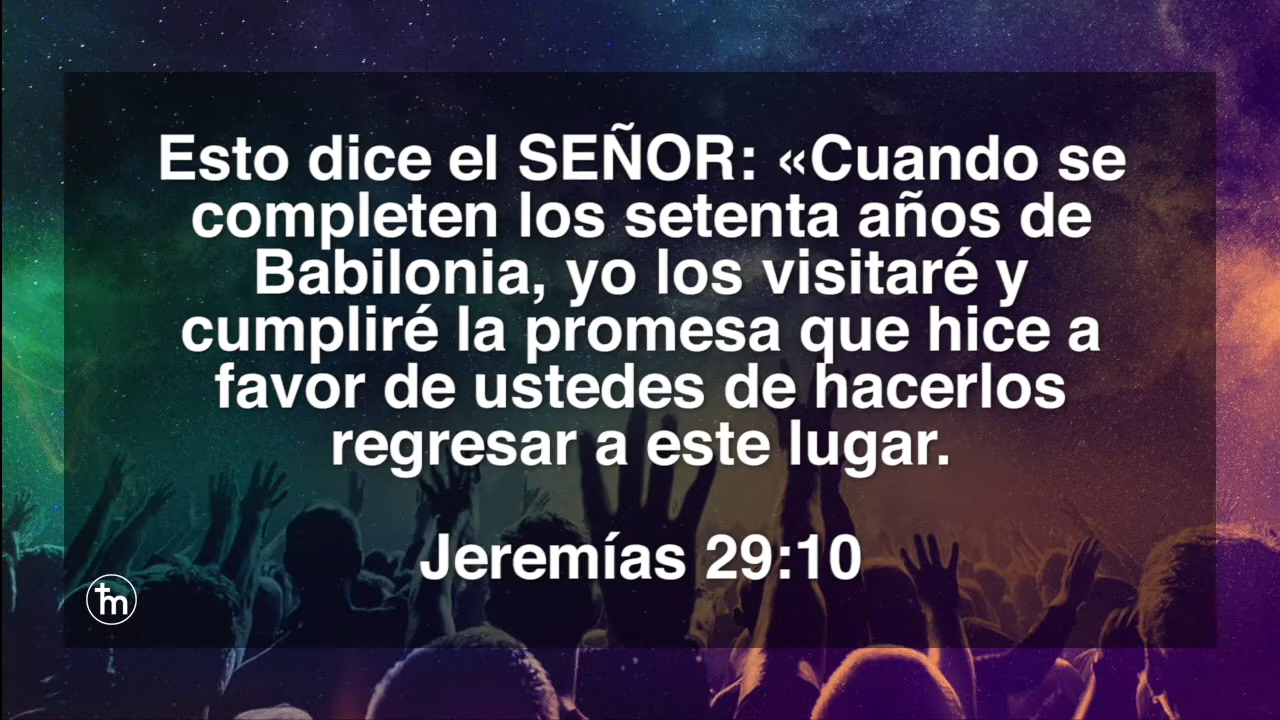 Esto dice el SEÑOR: «Cuando se
completen los setenta años de
Babilonia, yo los visitaré y
cumpliré la promesa que hice a
favor de ustedes de hacerlos
regresar a este lugar.
Jeremías 29:10
tm